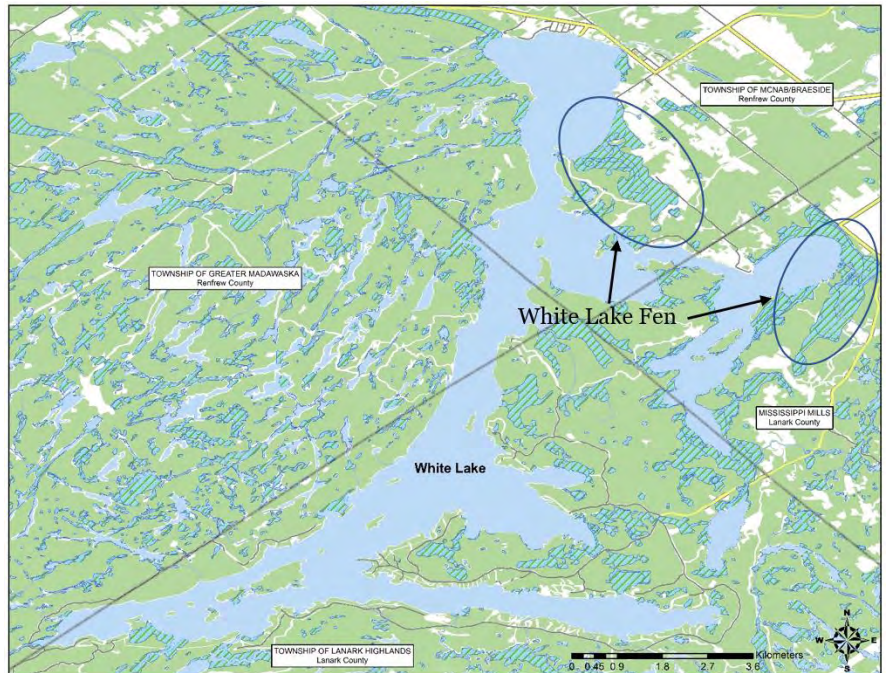 TOWNSHIP OF MCNAB/BRAESIDE
Renfrew County
TOWNSHIP OF GREATER MADAWASKA
Renfrew County
White Lake Fen
MISSISSIPPI MILLS
Lanark County
White Lake
TOWNSHIP OF LANARK HIGHLANDS
Lanark County
N
W E
S
Kilometers
0 0.45 0.9 1.8 2.7 3.6